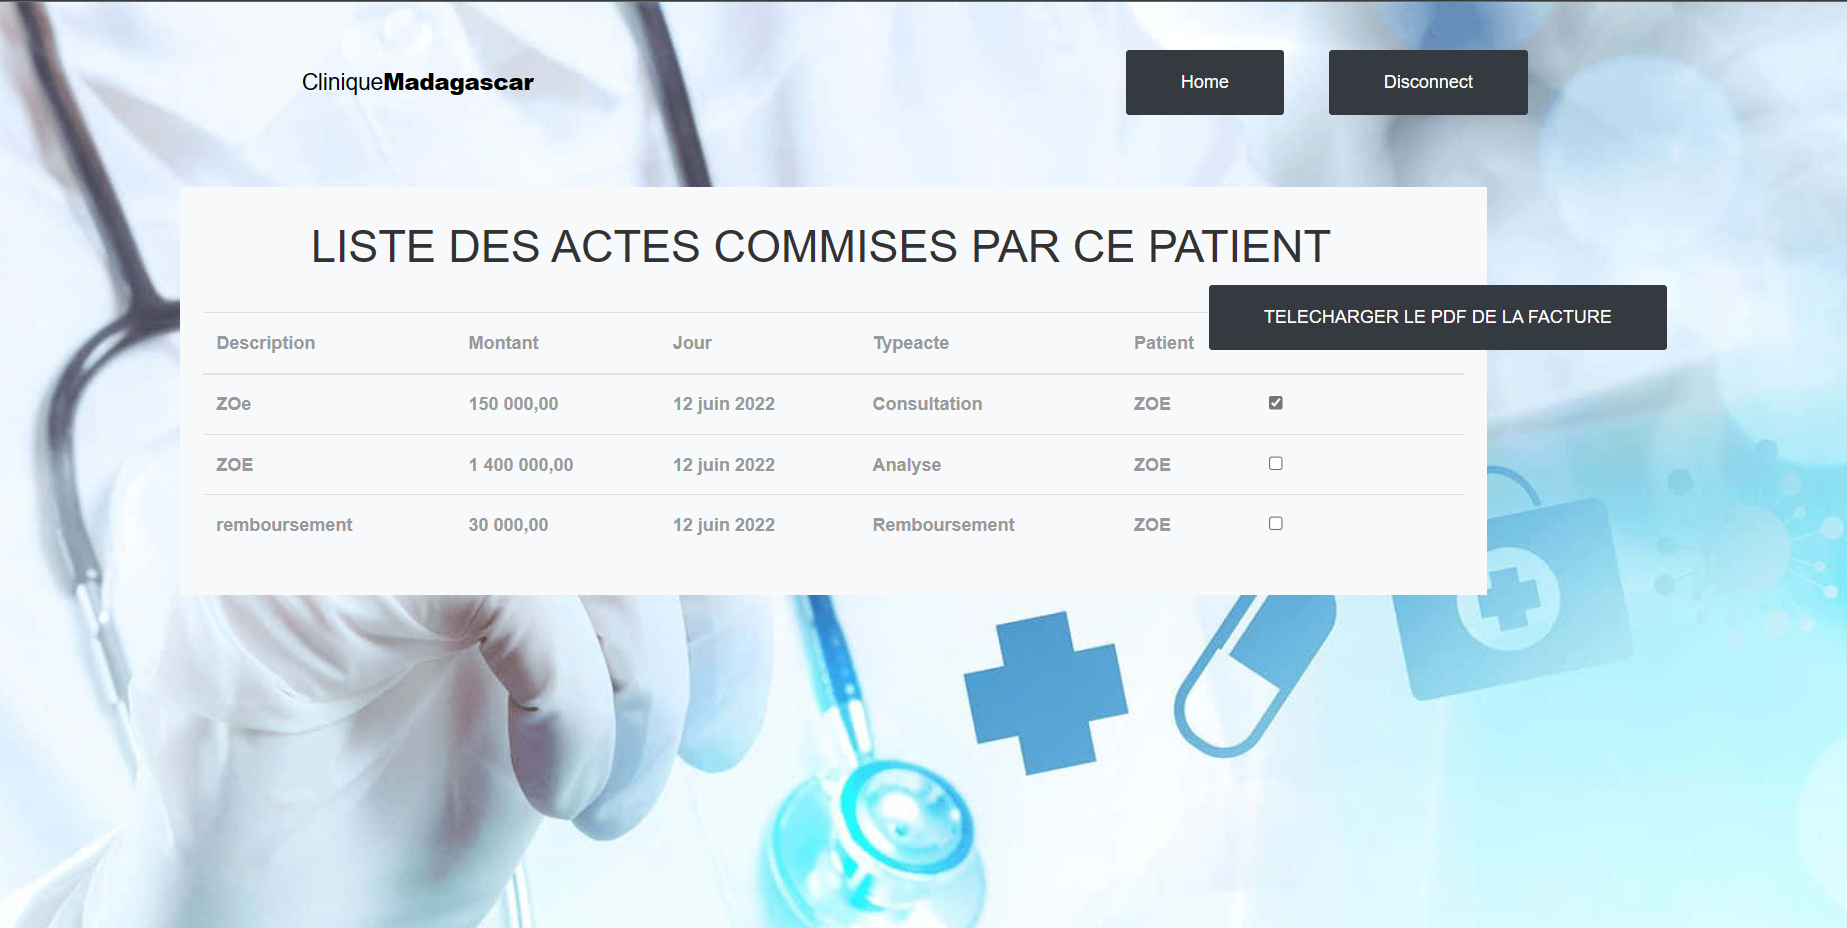 CliniqueMadagascar
Home
Disconnect
LISTE DES ACTES COMMISES PAR CE PATIENT
TELECHARGER LE PDF DE LA FACTURE
Description Montant Jour Typeacte Patient
ZOe 150 000,00 12 juin 2022 Consultation ZOE
ZOE 1 400 000,00 12 juin 2022 Analyse ZOE
remboursement 30 000,00 12 juin 2022 Remboursement ZOE